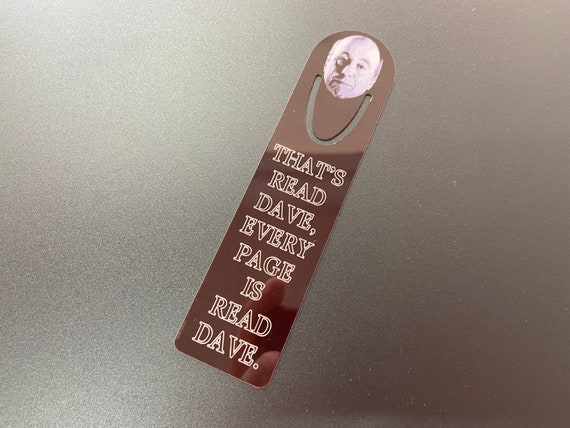 THAT'S
READ
DAVE,
EVERY
PAGE
IS
READ
DAVE.